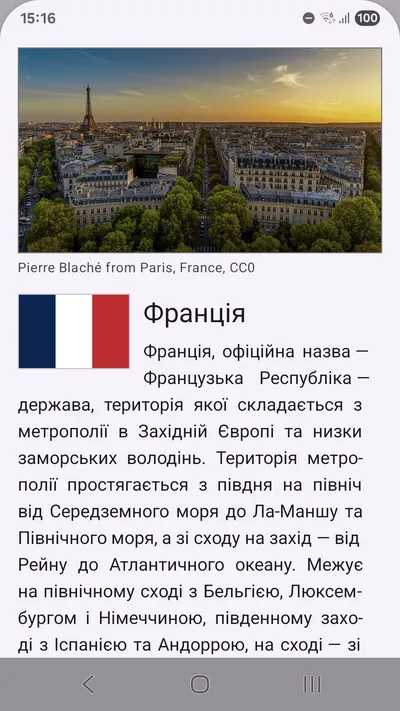 15:16
6
100
Pierre Blaché from Paris, France, CC0
Франція
Франція, офіційна назва —
Французька Республіка —
держава, територія якої складається з
метрополії в Західній Європі та низки
заморських володінь. Територія метро-
полії простягається з півдня на північ
від Середземного моря до Ла-Маншу та
Північного моря, а зі сходу на захід — від
Рейну до Атлантичного океану. Межує
на північному сході з Бельгією, Люксем-
бургом і Німеччиною, південному захо-
ді з Іспанією та Андоррою, на сході — зі